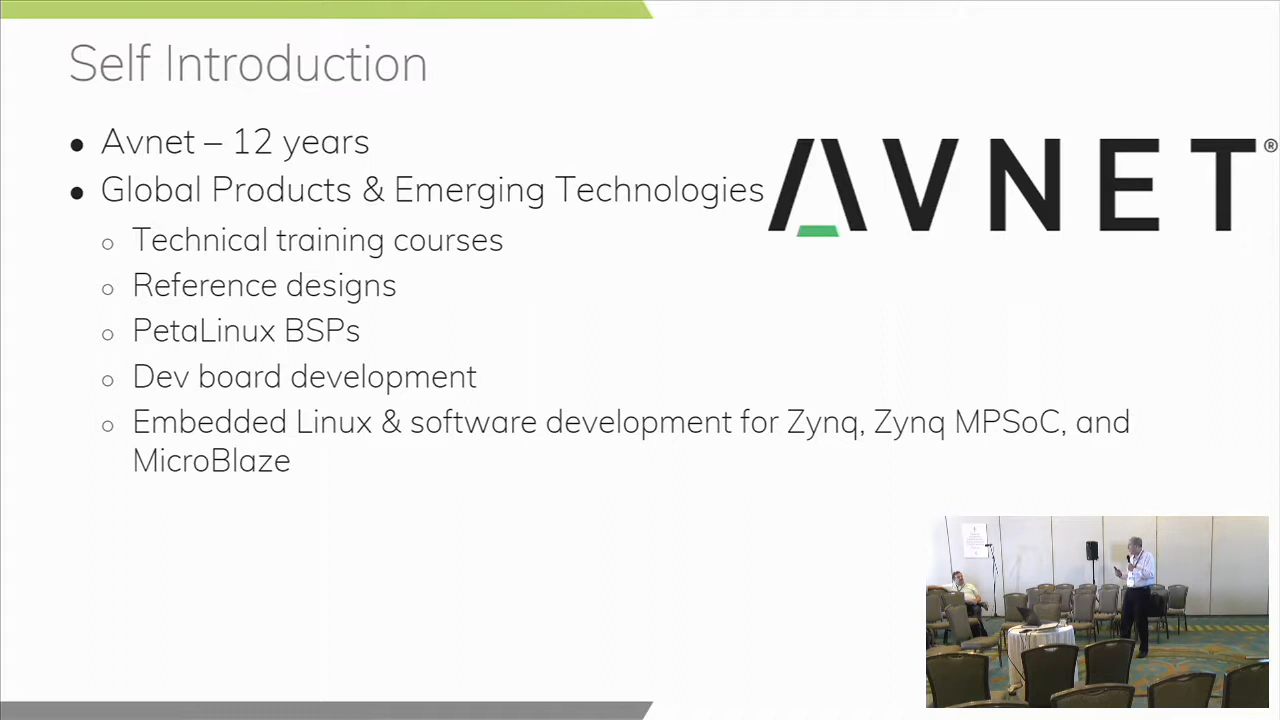 Self Introduction
• Avnet – 12 years
• Global Products & Emerging Technologies
AVNET®
○ Technical training courses
○ Reference designs
○ PetaLinux BSPs
○ Dev board development
○ Embedded Linux & software development for Zynq, Zynq MPSoC, and
MicroBlaze